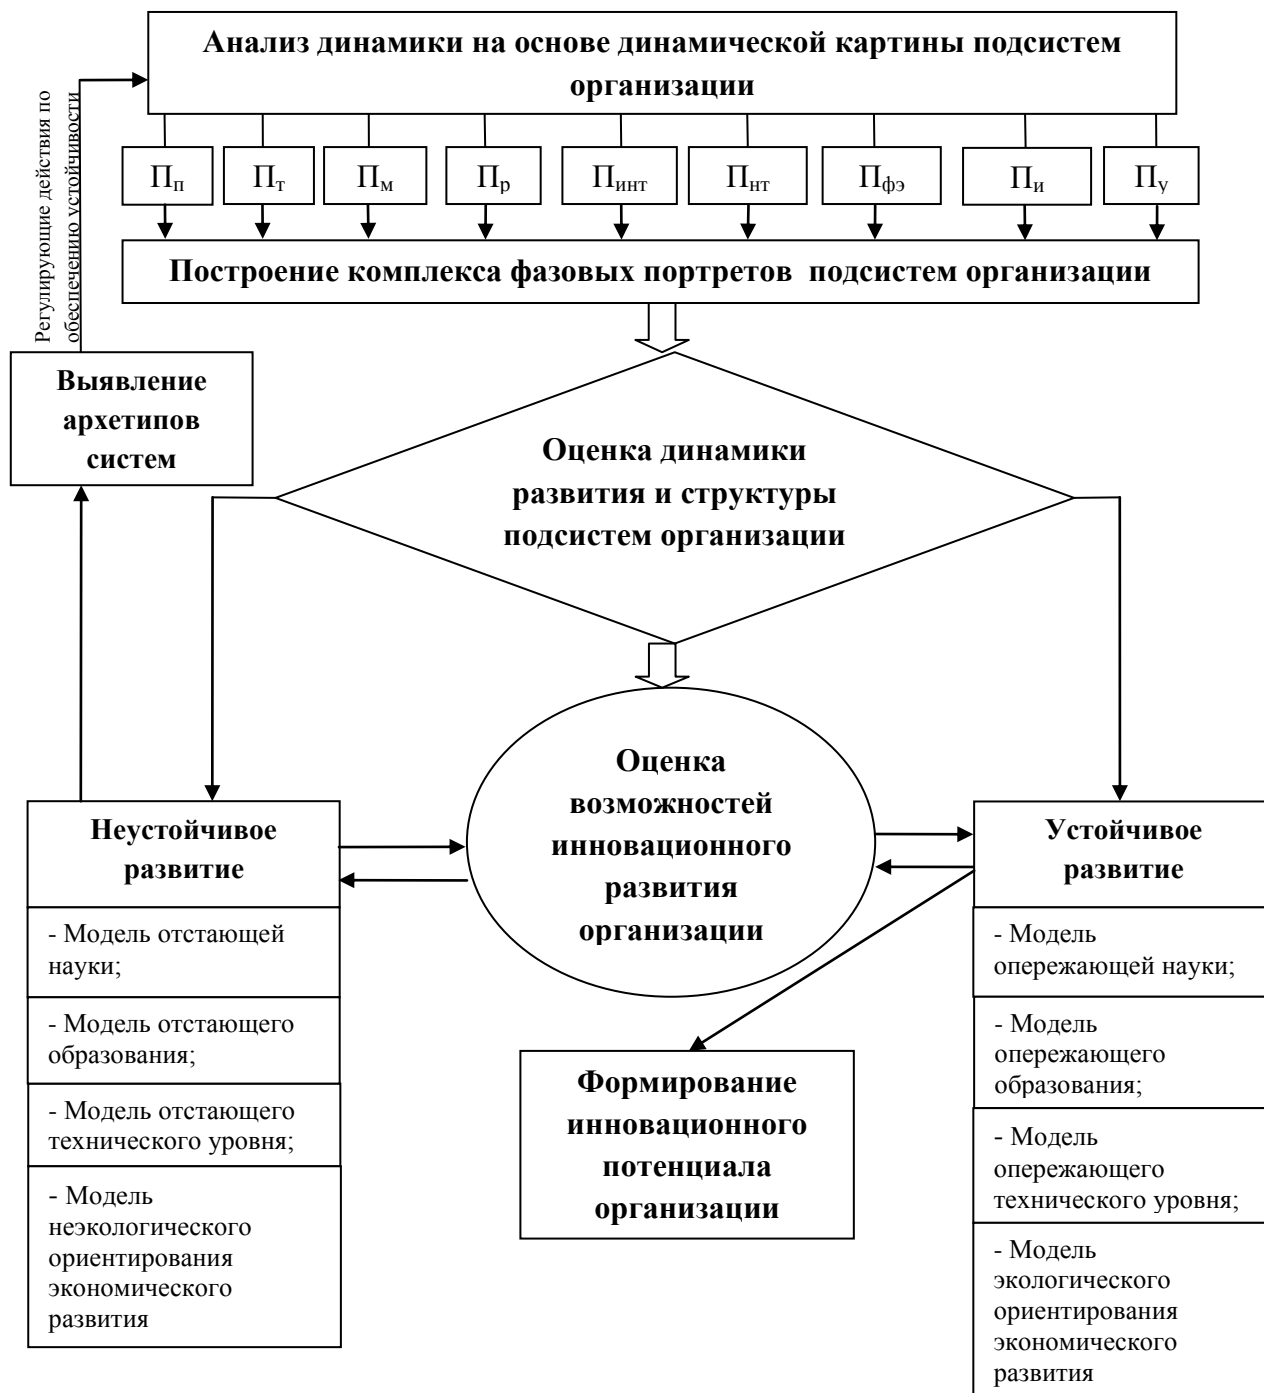 Анализ динамики на основе динамической картины подсистем
организации
Регулирующие действия по
обеспечению устойчивости
Пп
Пт
Пм
Пр
Пинт
Пнт
Пфэ
Пи
Пу
Построение комплекса фазовых портретов подсистем организации
Выявление
архетипов
систем
Оценка динамики
развития и структуры
подсистем организации
Оценка
возможностей
инновационного
развития
организации
Неустойчивое
развитие
- Модель отстающей
науки;
- Модель отстающего
образования;
- Модель отстающего
технического уровня;
- Модель
неэкологического
ориентирования
экономического
развития
Формирование
инновационного
потенциала
организации
Устойчивое
развитие
- Модель
опережающей науки;
- Модель
опережающего
образования;
- Модель
опережающего
технического уровня;
- Модель
экологического
ориентирования
экономического
развития